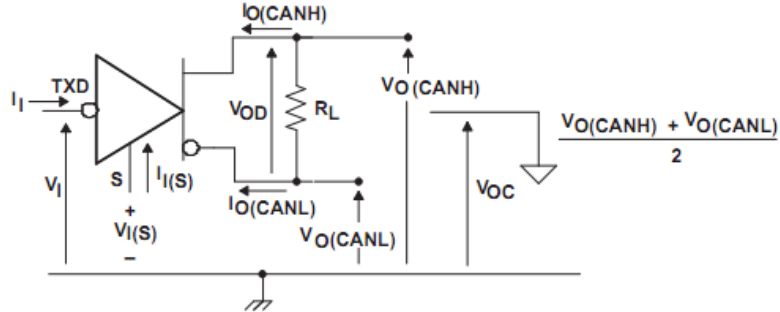 IO(CANH)
TXD
II
VOD
RL
VO(CANH)
VO(CANH) + VO(CANL)
2
VI
S
II(S)
+
VI(S)
–
IO(CANL)
VO(CANL)
VOC